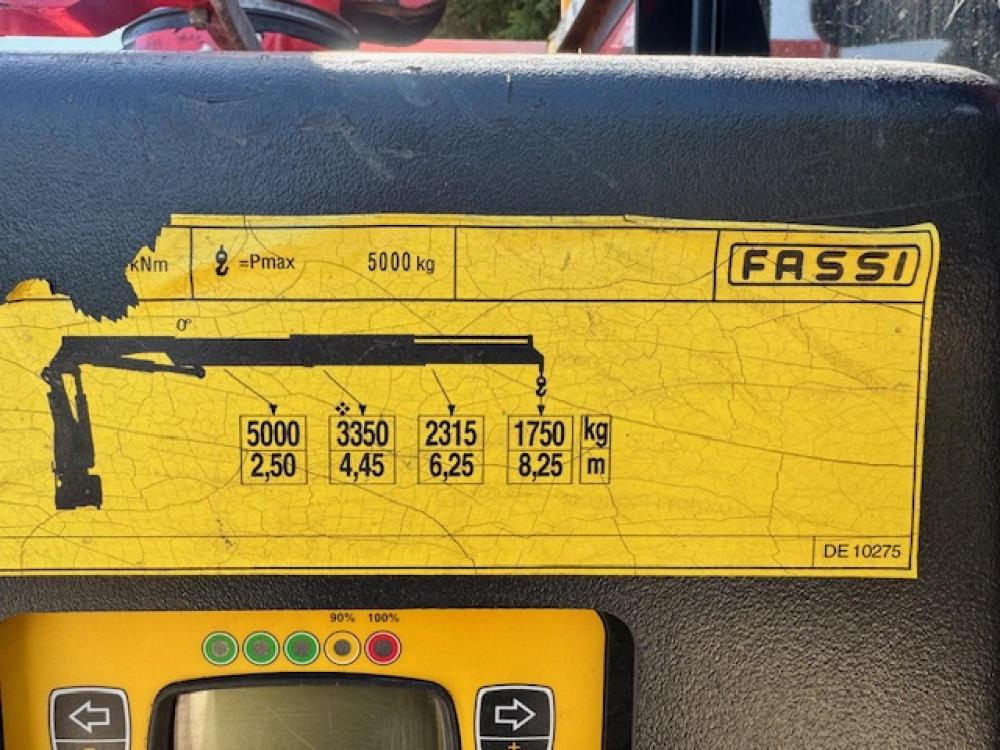 kNm =Pmax 5000 kg FASSI
0°
5000 3350 2315 1750 kg
2,50 4,45 6,25 8,25 m
DE 10275
90% 100%